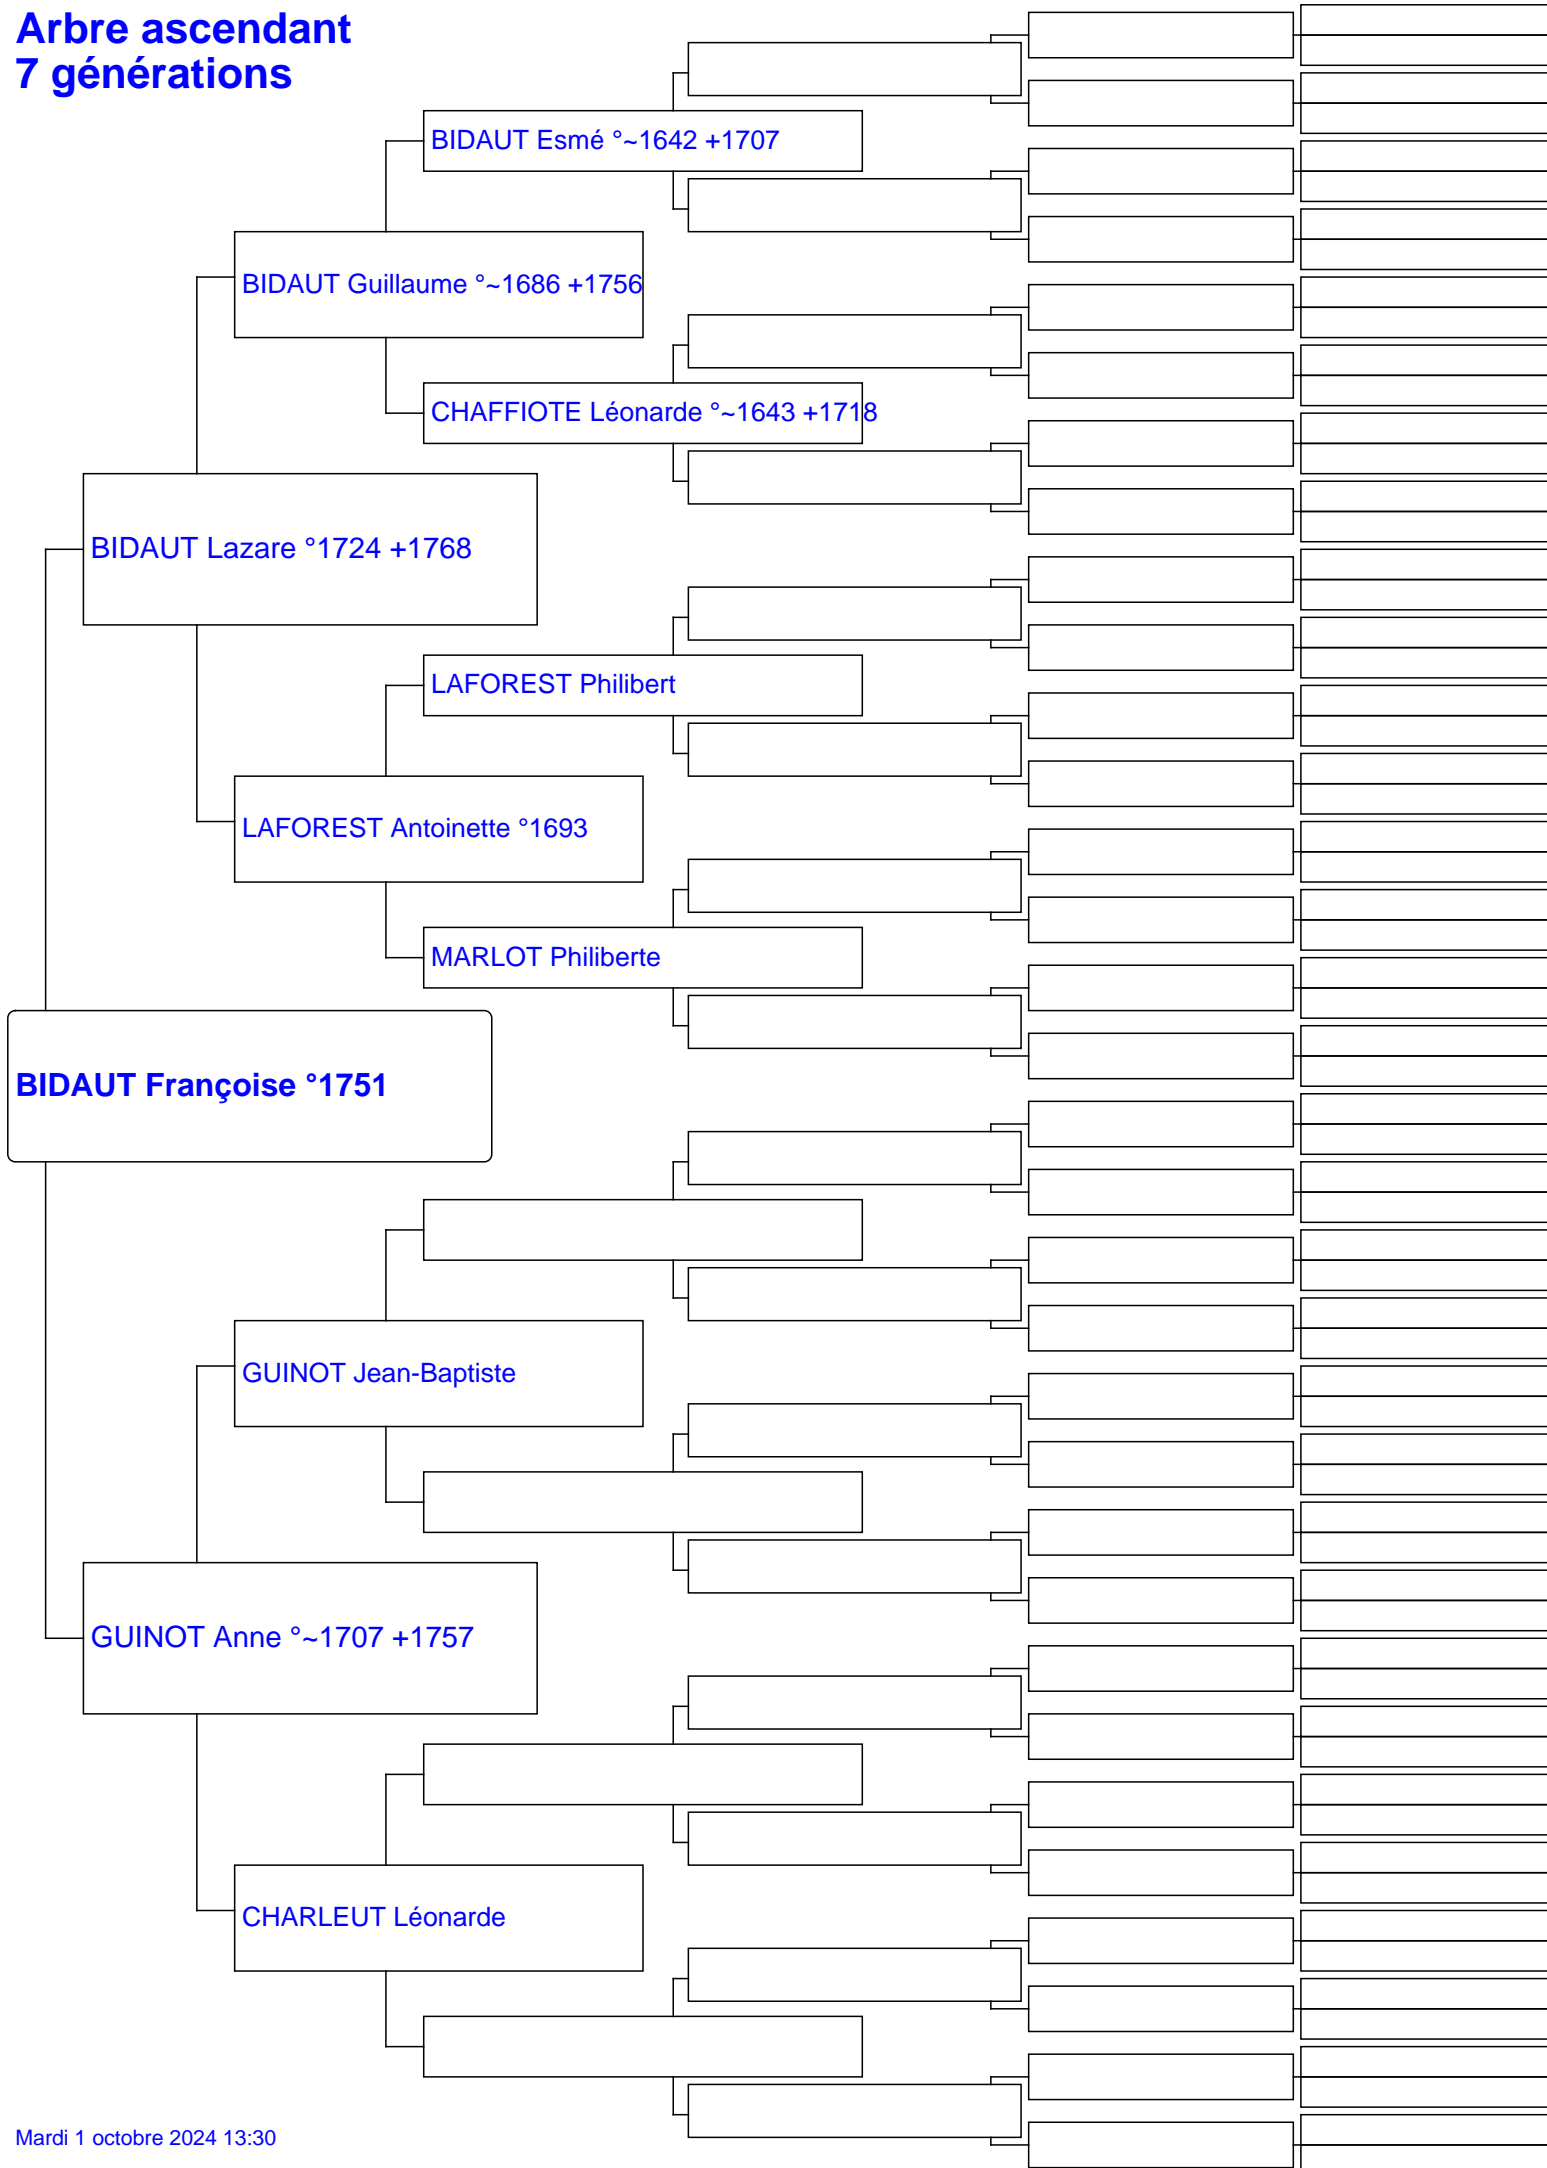 Arbre ascendant
7 générations
BIDAUT Esmé °~1642 +1707
BIDAUT Guillaume °~1686 +1756
CHAFFIOTE Léonarde °~1643 +1718
BIDAUT Lazare °1724 +1768
LAFOREST Philibert
LAFOREST Antoinette °1693
MARLOT Philiberte
BIDAUT Françoise °1751
GUINOT Jean-Baptiste
GUINOT Anne °~1707 +1757
CHARLEUT Léonarde
Mardi 1 octobre 2024 13:30